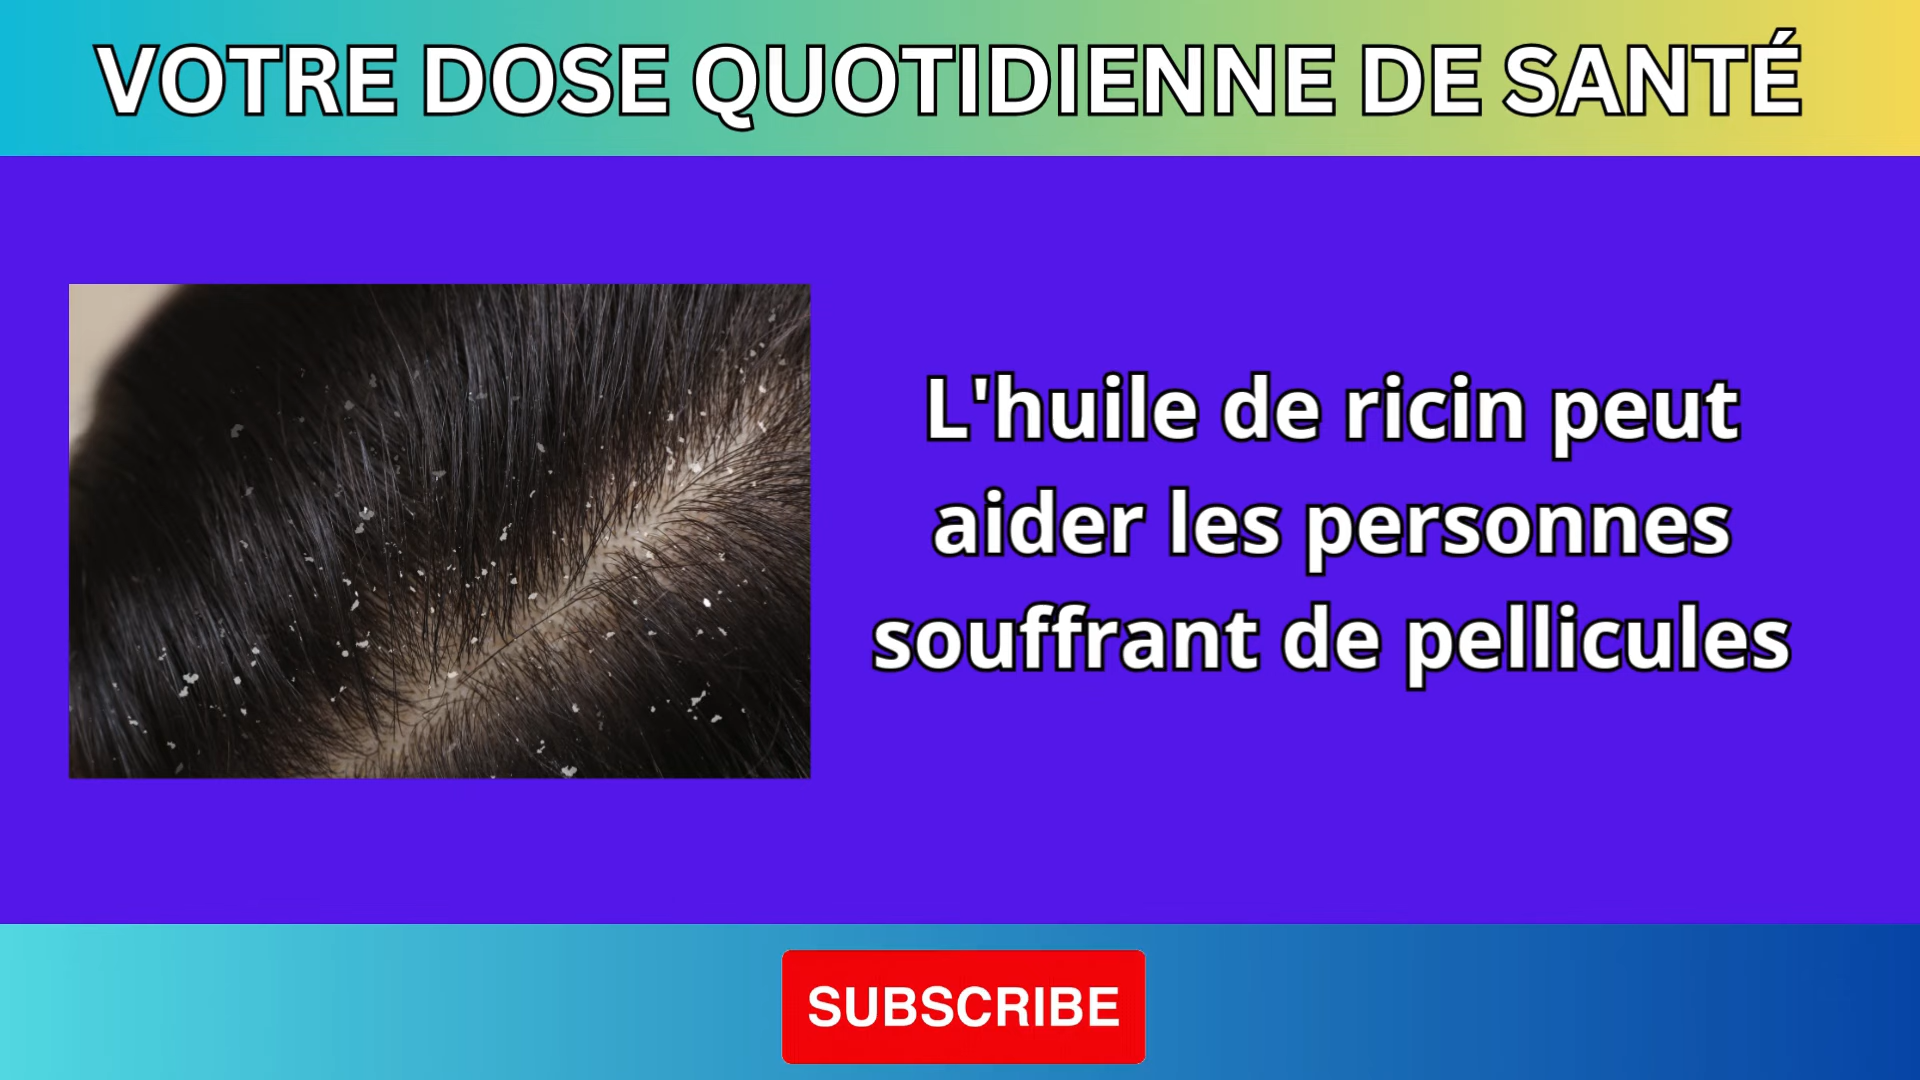 VOTRE DOSE QUOTIDIENNE DE SANTÉ
L'huile de ricin peut
aider les personnes
souffrant de pellicules
SUBSCRIBE